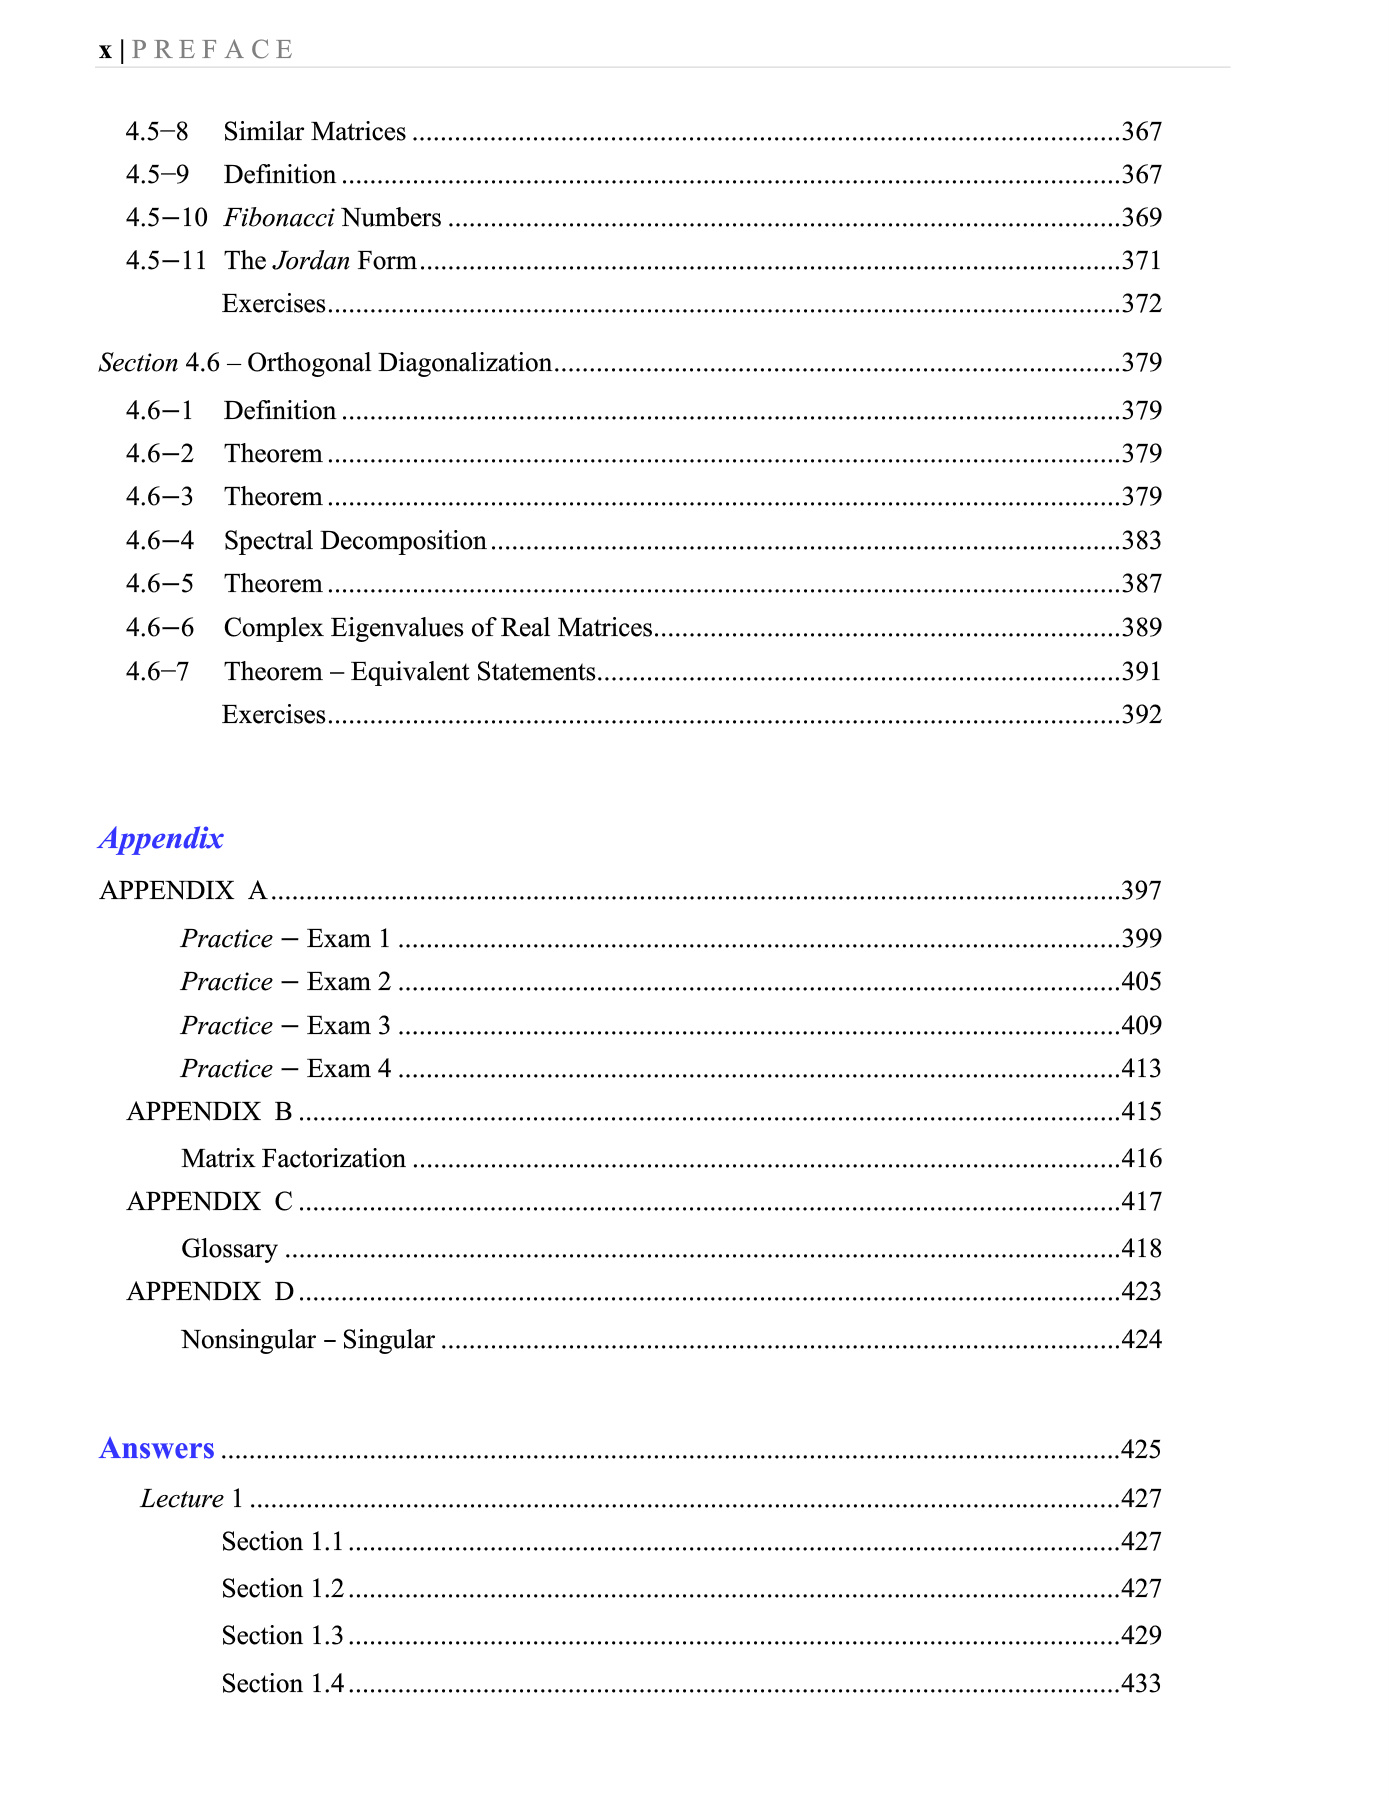 x | P R E F A C E
4.5−8 Similar Matrices ....................................................................................................367
4.5−9 Definition ..............................................................................................................367
4.5−10 Fibonacci Numbers ...............................................................................................369
4.5−11 The Jordan Form...................................................................................................371
Exercises................................................................................................................372
Section 4.6 – Orthogonal Diagonalization................................................................................379
4.6−1 Definition ..............................................................................................................379
4.6−2 Theorem ................................................................................................................379
4.6−3 Theorem ................................................................................................................379
4.6−4 Spectral Decomposition.........................................................................................383
4.6−5 Theorem ................................................................................................................387
4.6−6 Complex Eigenvalues of Real Matrices..................................................................389
4.6−7 Theorem – Equivalent Statements..........................................................................391
Exercises................................................................................................................392
Appendix
APPENDIX A........................................................................................................................397
Practice − Exam 1 ......................................................................................................399
Practice − Exam 2 ......................................................................................................405
Practice − Exam 3 ......................................................................................................409
Practice − Exam 4 ......................................................................................................413
APPENDIX B ....................................................................................................................415
Matrix Factorization ....................................................................................................416
APPENDIX C ....................................................................................................................417
Glossary ......................................................................................................................418
APPENDIX D ....................................................................................................................423
Nonsingular – Singular ................................................................................................424
Answers ...............................................................................................................................425
Lecture 1 ...........................................................................................................................427
Section 1.1.............................................................................................................427
Section 1.2.............................................................................................................427
Section 1.3.............................................................................................................429
Section 1.4.............................................................................................................433